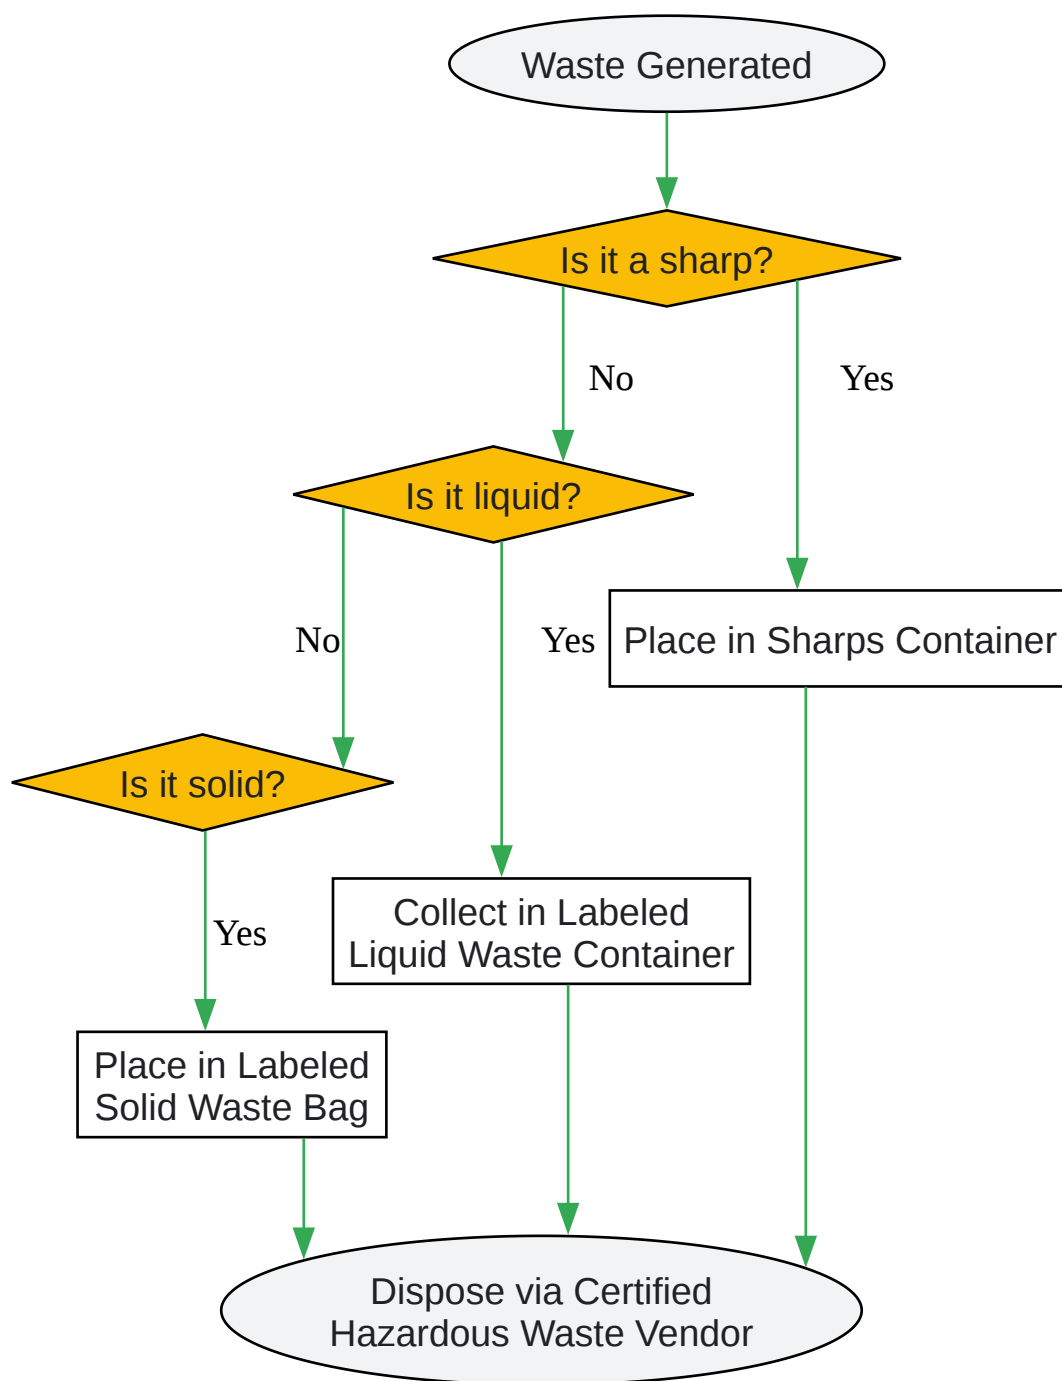 Waste Generated
Is it a sharp?
No
Yes
Is it liquid?
No
Yes
Place in Sharps Container
Is it solid?
Collect in Labeled
Liquid Waste Container
Yes
Place in Labeled
Solid Waste Bag
Dispose via Certified
Hazardous Waste Vendor